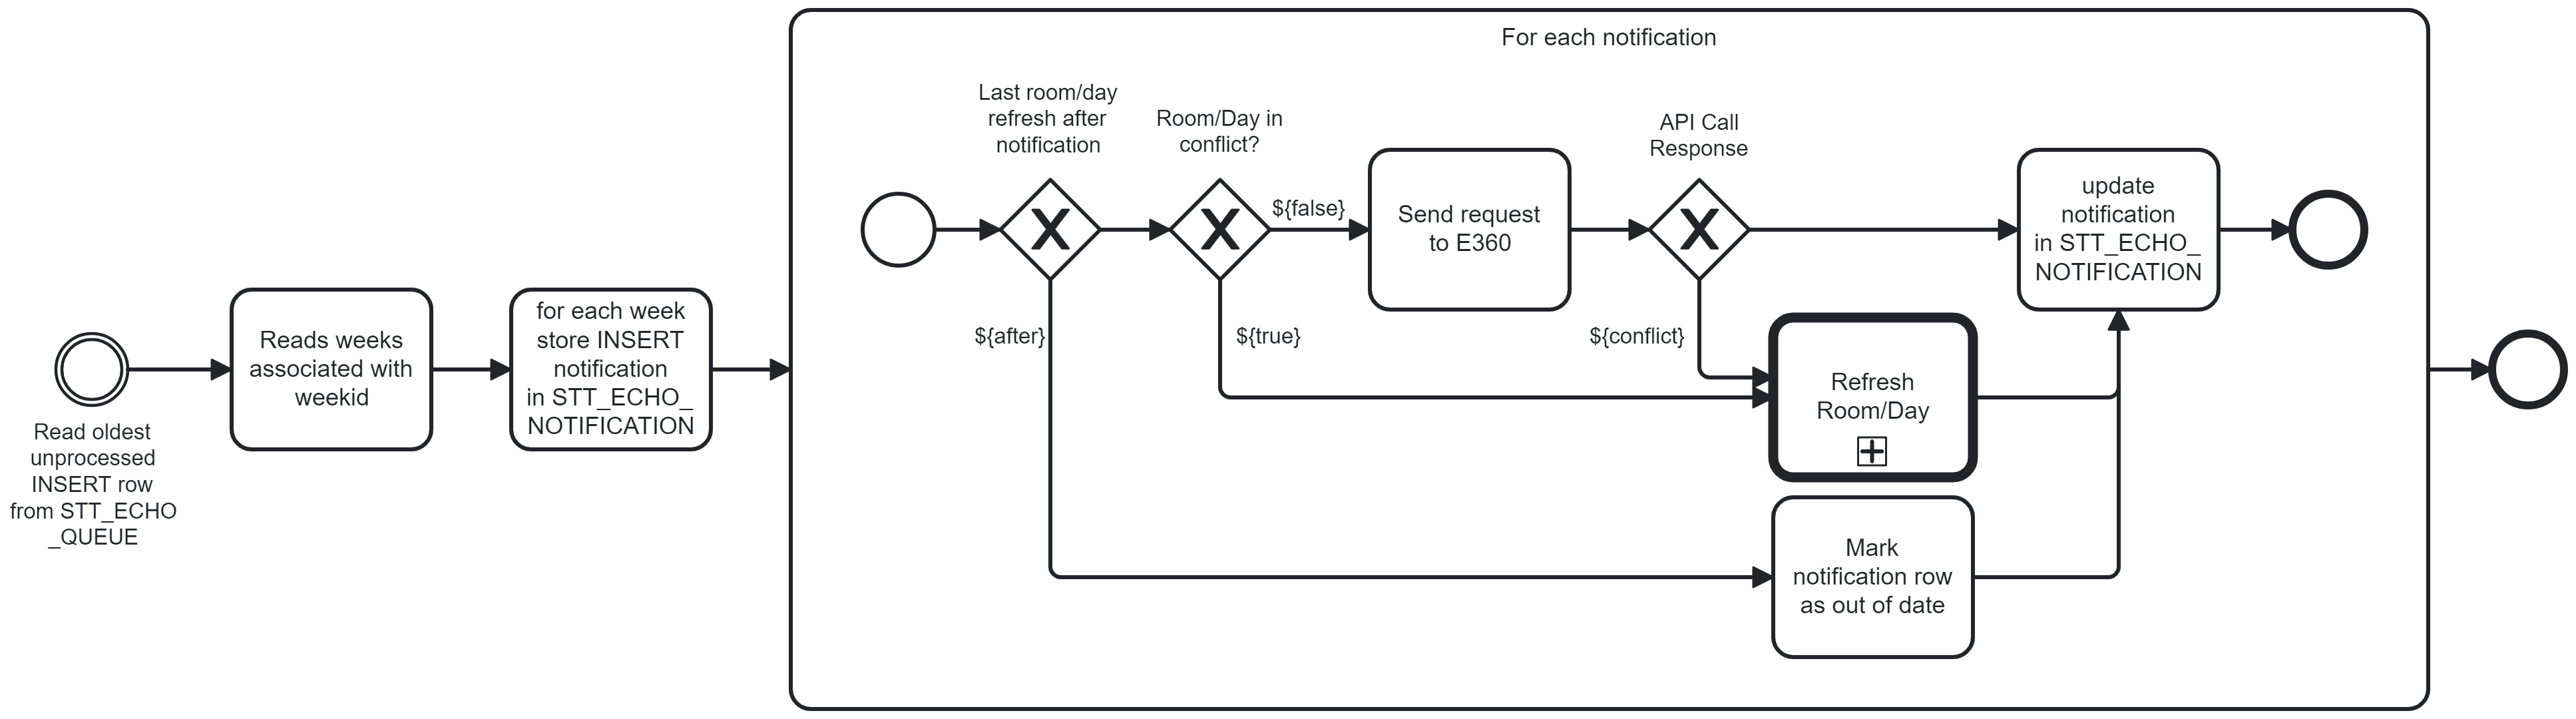 For each notification
Last room/day
refresh after
notification
Room/Day in
conflict?
API Call
Response
${false}
Send request
to E360
update
notification
in STT_ECHO_
NOTIFICATION
Reads weeks
associated with
weekid
for each week
store INSERT
notification
in STT_ECHO_
NOTIFICATION
${after}
${true}
${conflict}
Refresh
Room/Day
Read oldest
unprocessed
INSERT row
from STT_ECHO
_QUEUE
Mark
notification row
as out of date